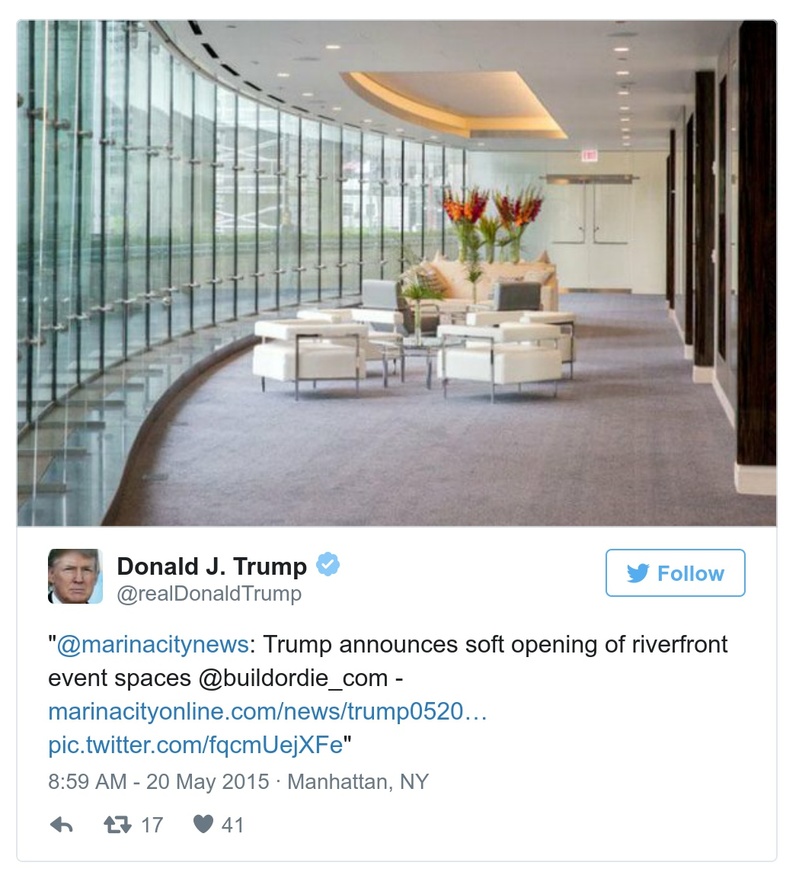 EXIT
Donald J. Trump
@realDonaldTrump
Follow
"@marinacitynews: Trump announces soft opening of riverfront
event spaces @buildordie_com -
marinacityonline.com/news/trump0520…
pic.twitter.com/fqcmUejXFe"
8:59 AM - 20 May 2015 · Manhattan, NY
17
41